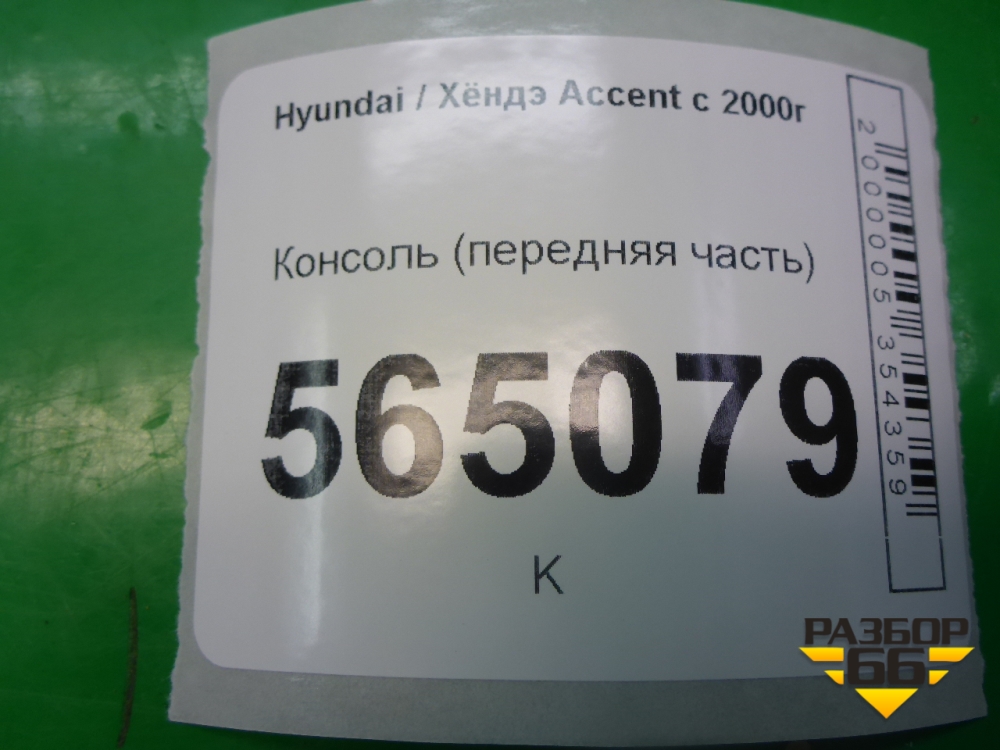 Hyundai / Хёндэ Accent с 2000г
Консоль (передняя часть)
565079
К
2000005354359
РАЗБОР
66